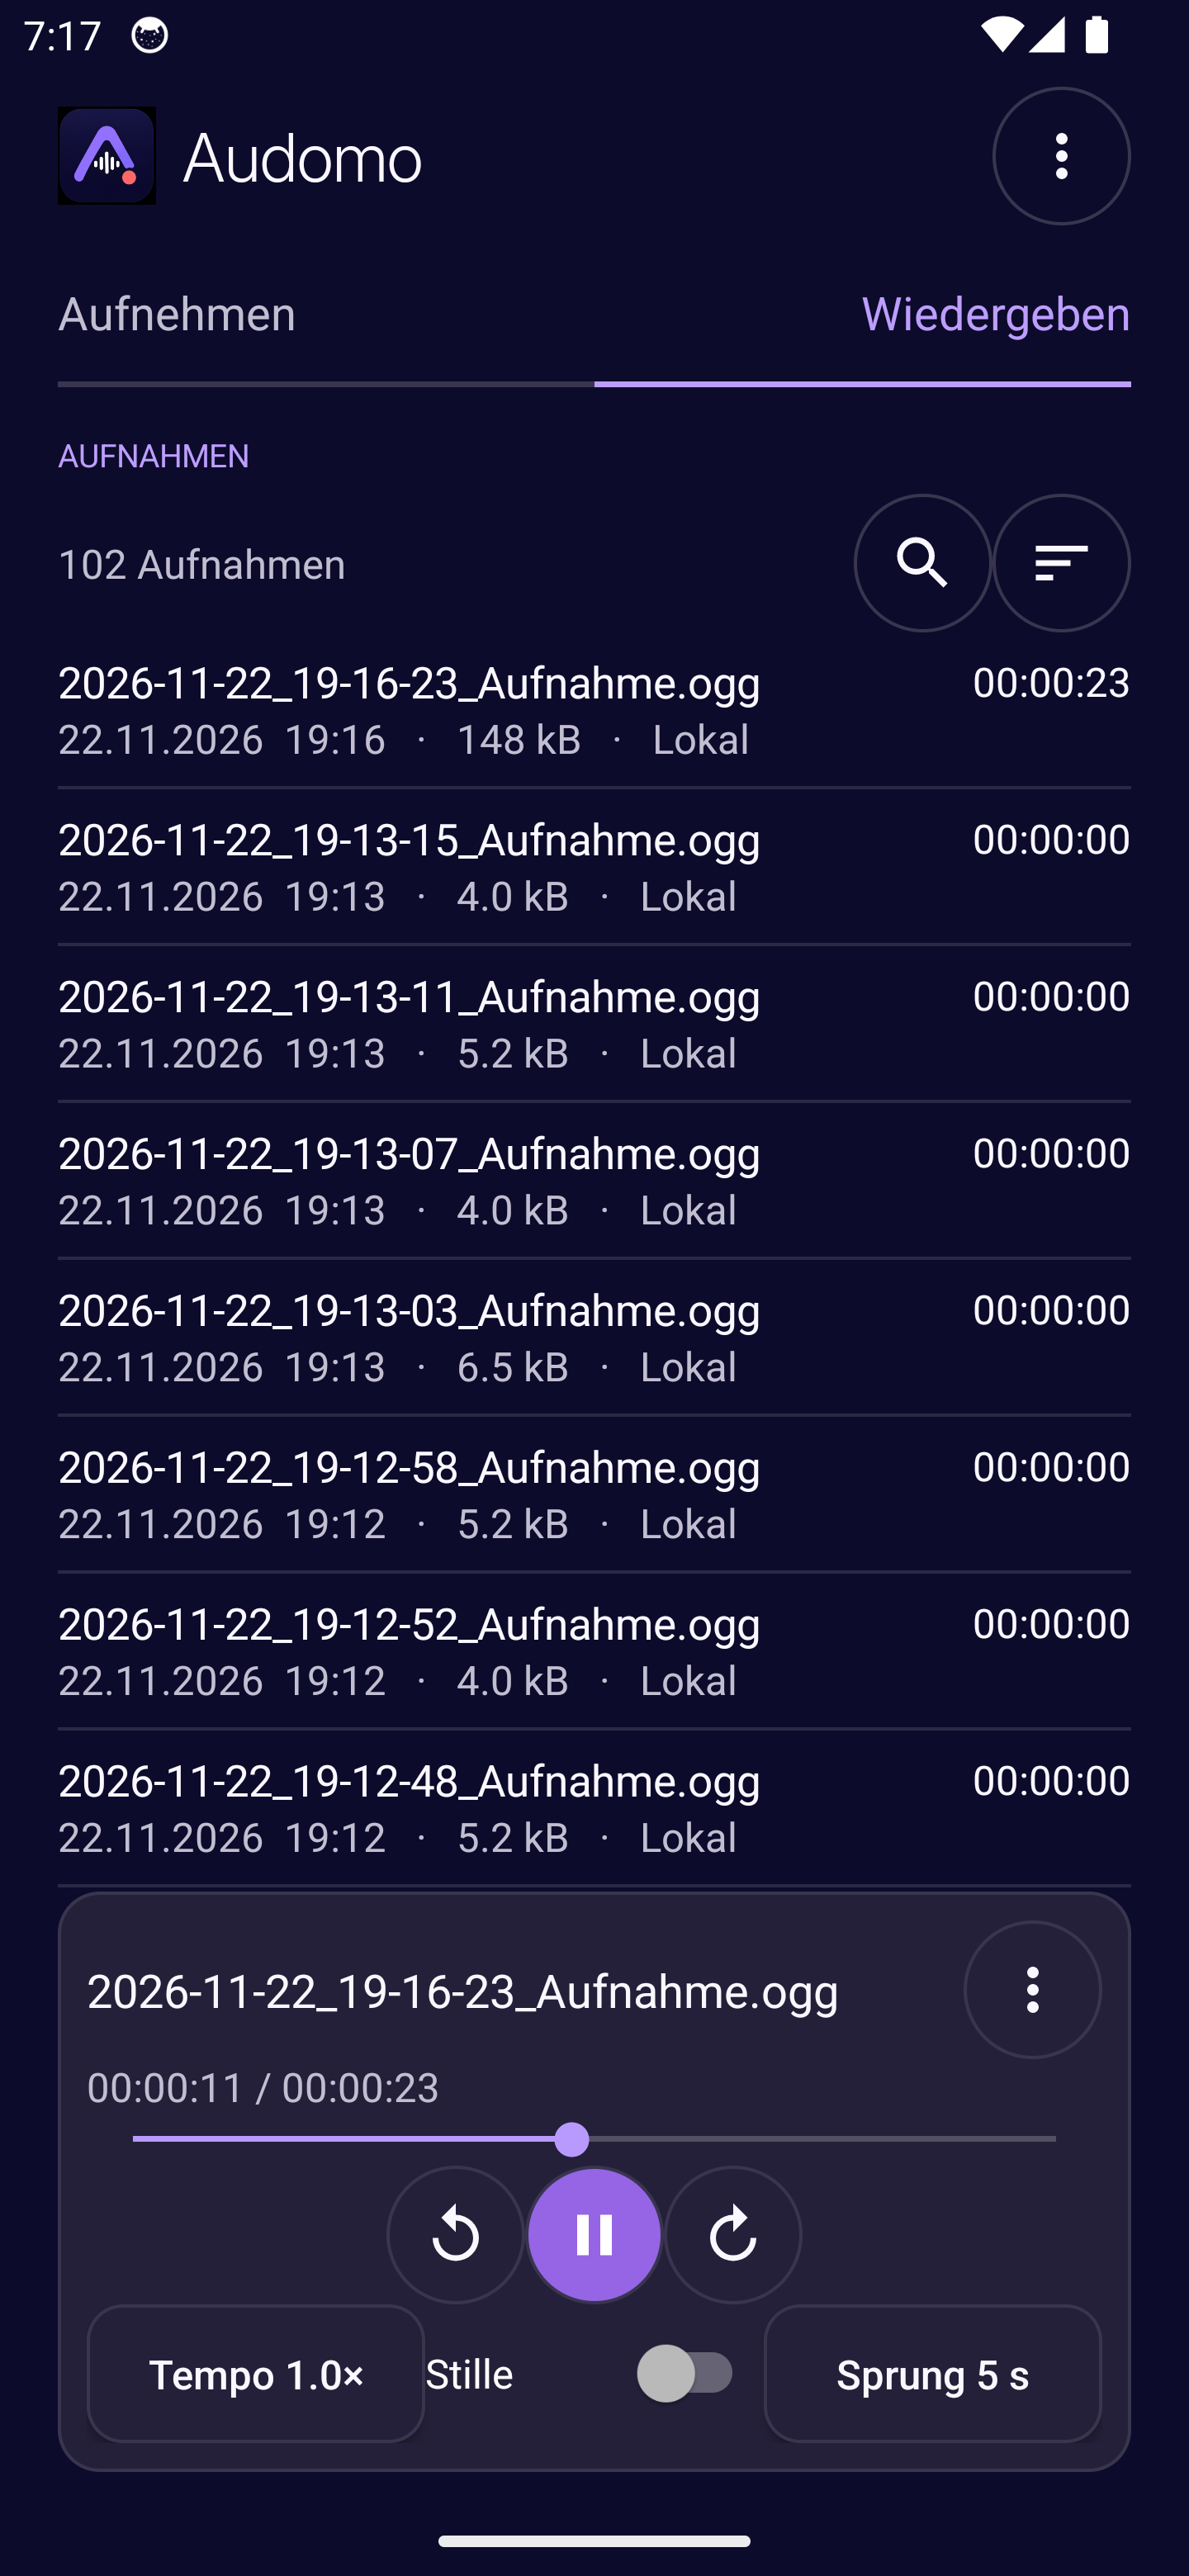 7:17
Audomo
Aufnehmen
Wiedergeben
AUFNAHMEN
102 Aufnahmen
2026-11-22_19-16-23_Aufnahme.ogg 00:00:23
22.11.2026 19:16 · 148 kB · Lokal
2026-11-22_19-13-15_Aufnahme.ogg 00:00:00
22.11.2026 19:13 · 4.0 kB · Lokal
2026-11-22_19-13-11_Aufnahme.ogg 00:00:00
22.11.2026 19:13 · 5.2 kB · Lokal
2026-11-22_19-13-07_Aufnahme.ogg 00:00:00
22.11.2026 19:13 · 4.0 kB · Lokal
2026-11-22_19-13-03_Aufnahme.ogg 00:00:00
22.11.2026 19:13 · 6.5 kB · Lokal
2026-11-22_19-12-58_Aufnahme.ogg 00:00:00
22.11.2026 19:12 · 5.2 kB · Lokal
2026-11-22_19-12-52_Aufnahme.ogg 00:00:00
22.11.2026 19:12 · 4.0 kB · Lokal
2026-11-22_19-12-48_Aufnahme.ogg 00:00:00
22.11.2026 19:12 · 5.2 kB · Lokal
2026-11-22_19-16-23_Aufnahme.ogg
00:00:11 / 00:00:23
Tempo 1.0× Stille Sprung 5 s